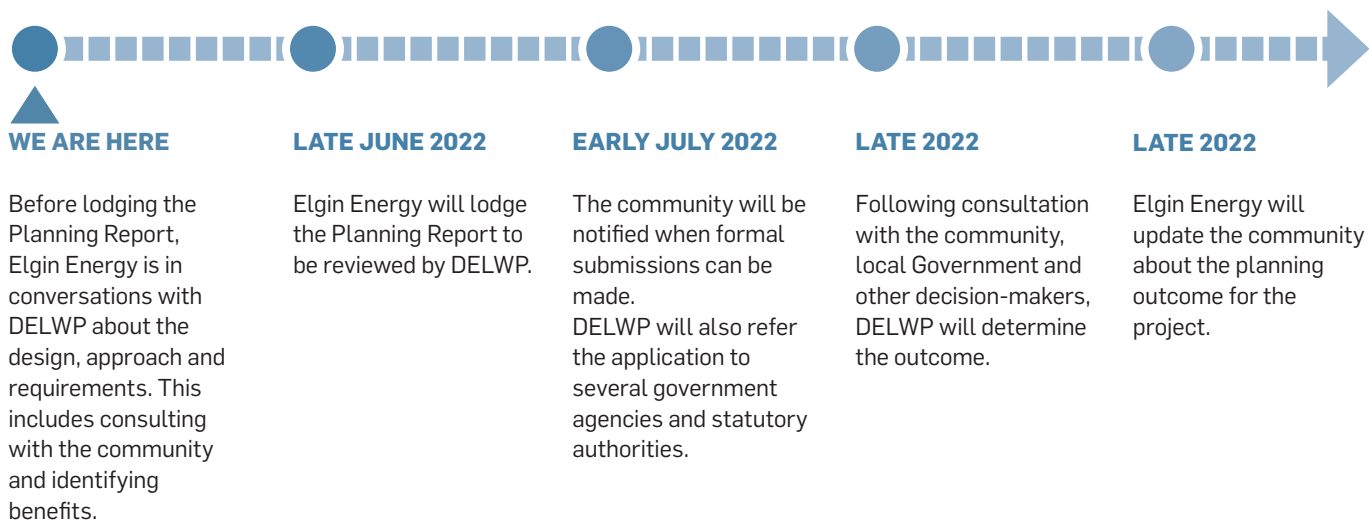 WE ARE HERE
Before lodging the
Planning Report,
Elgin Energy is in
conversations with
DELWP about the
design, approach and
requirements. This
includes consulting
with the community
and identifying
benefits.
LATE JUNE 2022
Elgin Energy will lodge
the Planning Report to
be reviewed by DELWP.
EARLY JULY 2022
The community will be
notified when formal
submissions can be
made.
DELWP will also refer
the application to
several government
agencies and statutory
authorities.
LATE 2022
Following consultation
with the community,
local Government and
other decision-makers,
DELWP will determine
the outcome.
LATE 2022
Elgin Energy will
update the community
about the planning
outcome for the
project.